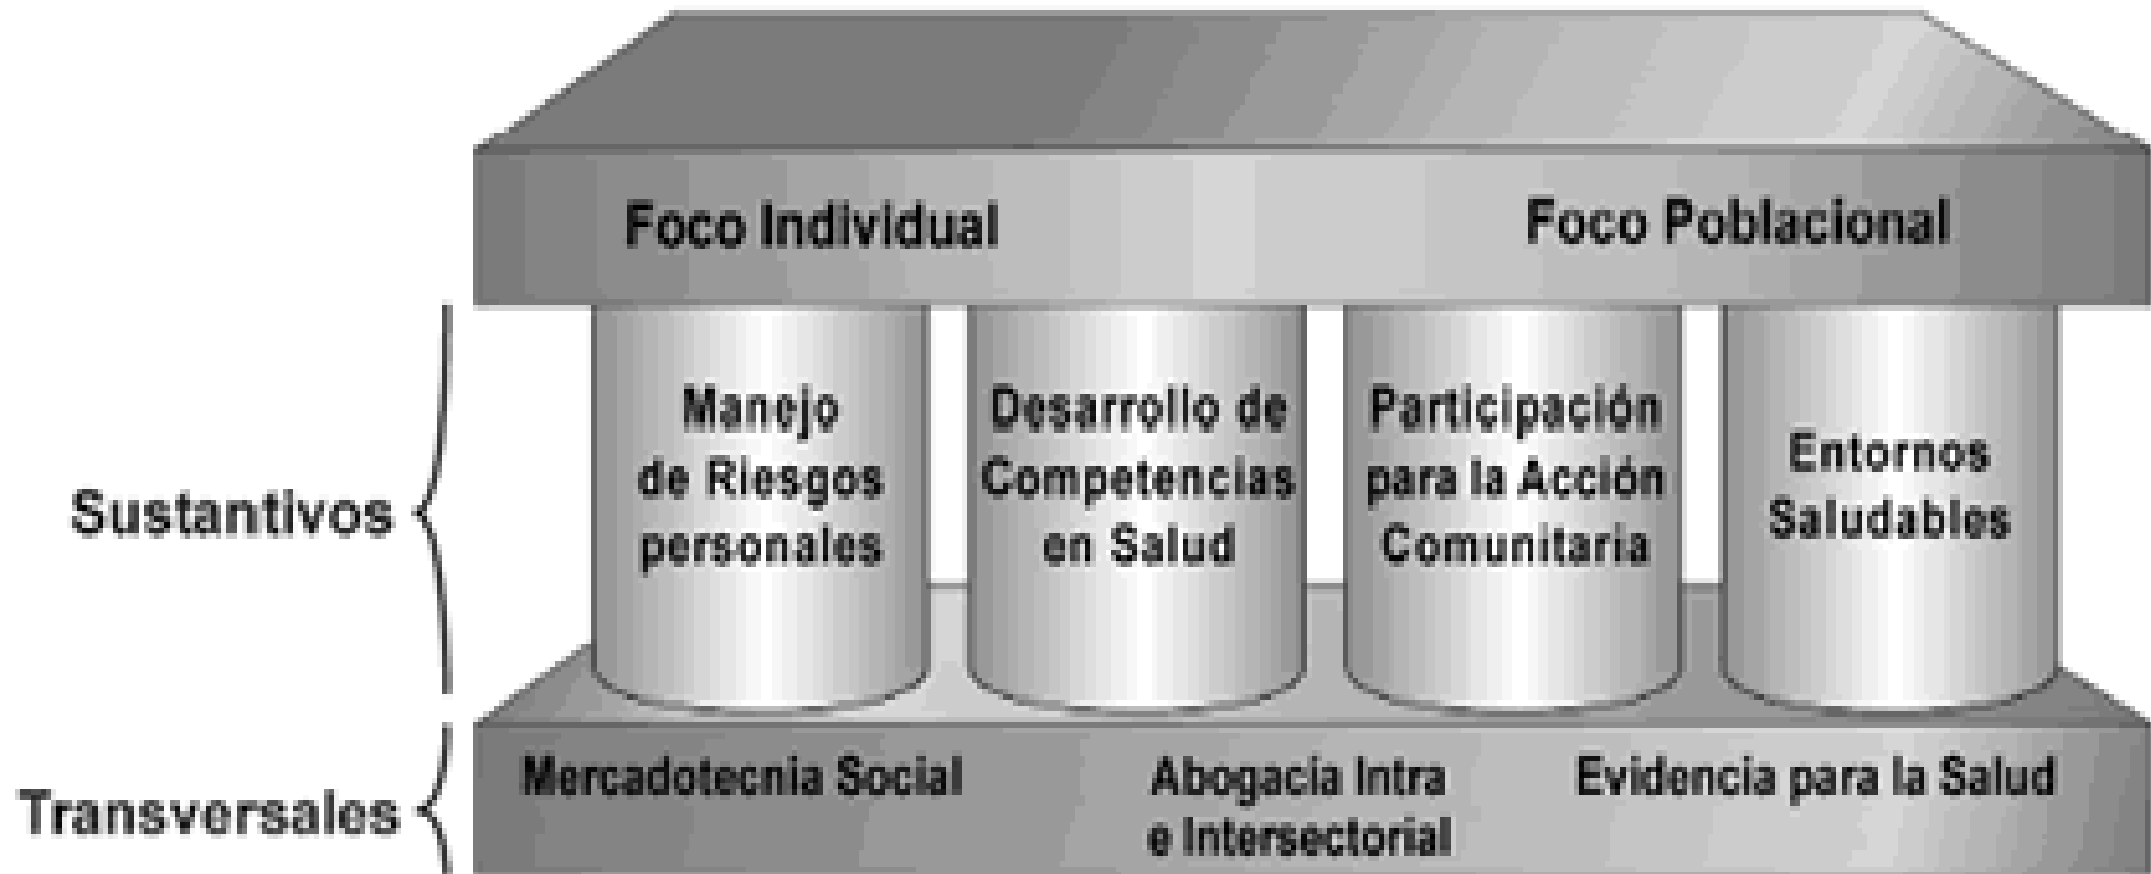 Foco Individual
Foco Poblacional
Sustantivos
Manejo
de Riesgos
personales
Desarrollo de
Competencias
en Salud
Participación
para la Acción
Comunitaria
Entornos
Saludables
Transversales
Mercadotecnia Social
Abogacía Intra
e Intersectorial
Evidencia para la Salud